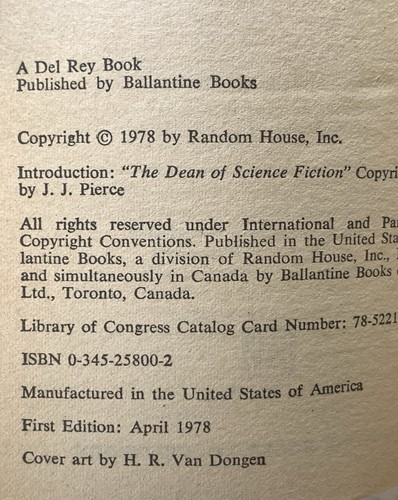 A Del Rey Book
Published by Ballantine Books
Copyright © 1978 by Random House, Inc.
Introduction: "The Dean of Science Fiction"
by J. J. Pierce
All rights reserved under International and
Copyright Conventions. Published in the United
lantine Books, a division of Random House, Inc.,
and simultaneously in Canada by Ballantine Books
Ltd., Toronto, Canada.
Library of Congress Catalog Card Number: 78-5221
ISBN 0-345-25800-2
Manufactured in the United States of America
First Edition: April 1978
Cover art by H. R. Van Dongen